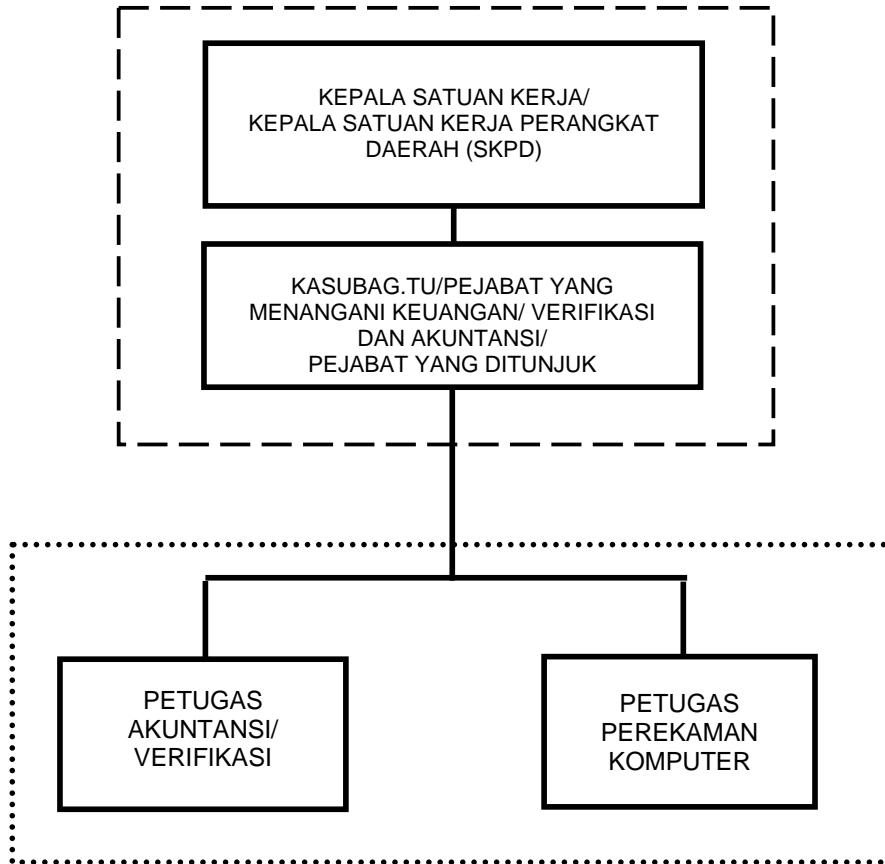 KEPALA SATUAN KERJA/
KEPALA SATUAN KERJA PERANGKAT
DAERAH (SKPD)
KASUBAG.TU/PEJABAT YANG
MENANGANI KEUANGAN/ VERIFIKASI
DAN AKUNTANSI/
PEJABAT YANG DITUNJUK
PETUGAS
AKUNTANSI/
VERIFIKASI
PETUGAS
PEREKAMAN
KOMPUTER